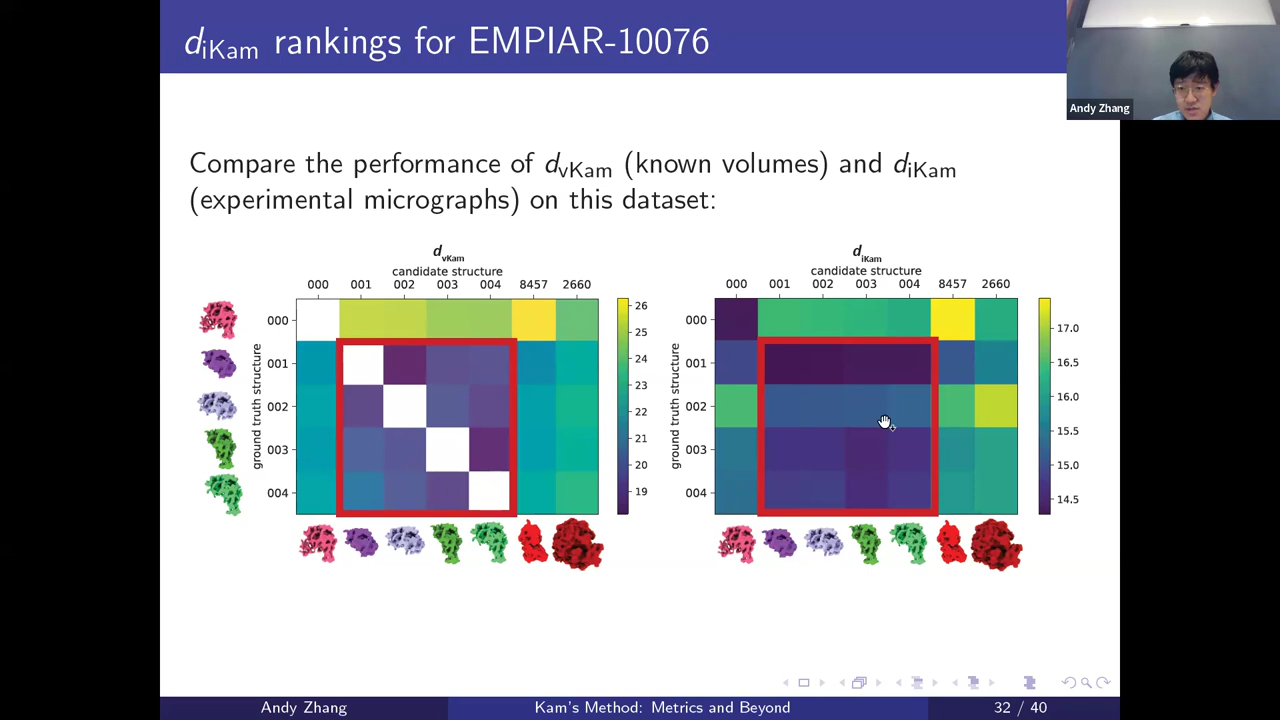 d_iKam rankings for EMPIAR-10076
Andy Zhang
Compare the performance of d_vKam (known volumes) and d_iKam
(experimental micrographs) on this dataset:
d_vKam
candidate structure
000 001 002 003 004 8457 2660
ground truth structure
000
001
002
003
004
26
25
24
23
22
21
20
19
d_iKam
candidate structure
000 001 002 003 004 8457 2660
ground truth structure
000
001
002
003
004
17.0
16.5
16.0
15.5
15.0
14.5
Andy Zhang Kam's Method: Metrics and Beyond 32 / 40